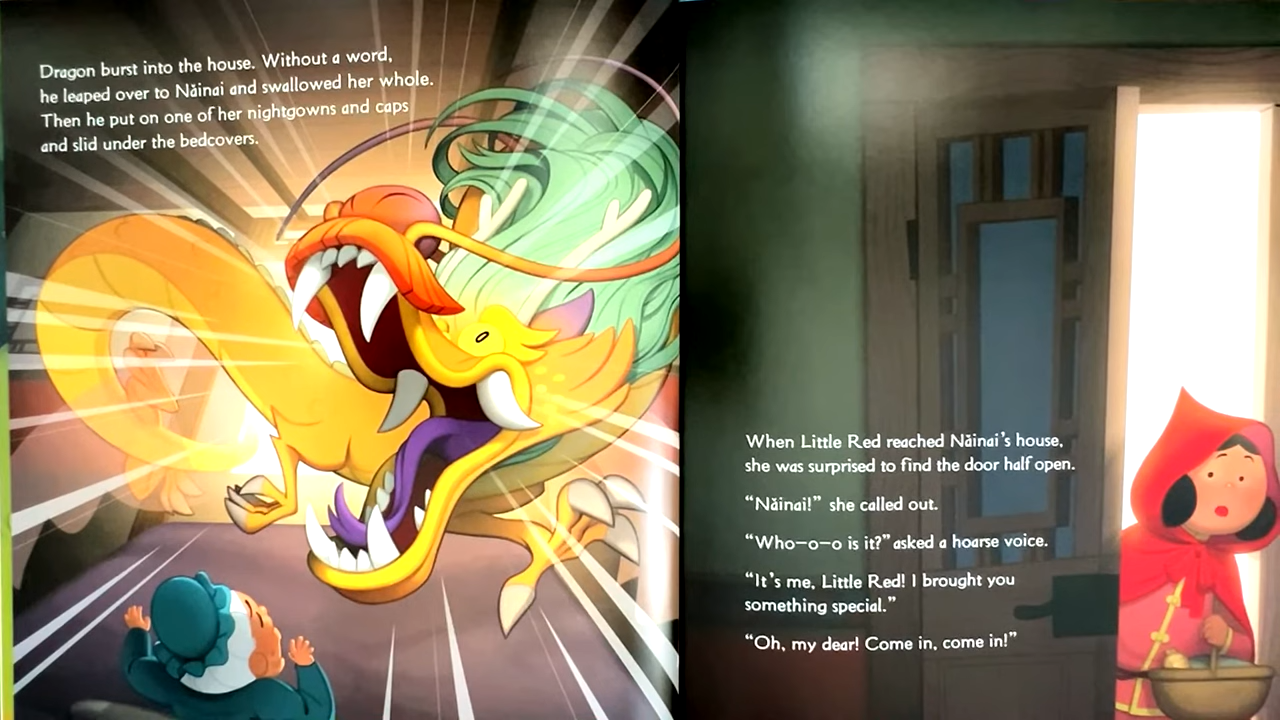 Dragon burst into the house. Without a word,
he leaped over to Nǎinai and swallowed her whole.
Then he put on one of her nightgowns and caps
and slid under the bedcovers.
When Little Red reached Nǎinai's house,
she was surprised to find the door half open.
"Nǎinai!" she called out.
"Who–o–o is it?" asked a hoarse voice.
"It's me, Little Red! I brought you
something special."
"Oh, my dear! Come in, come in!"